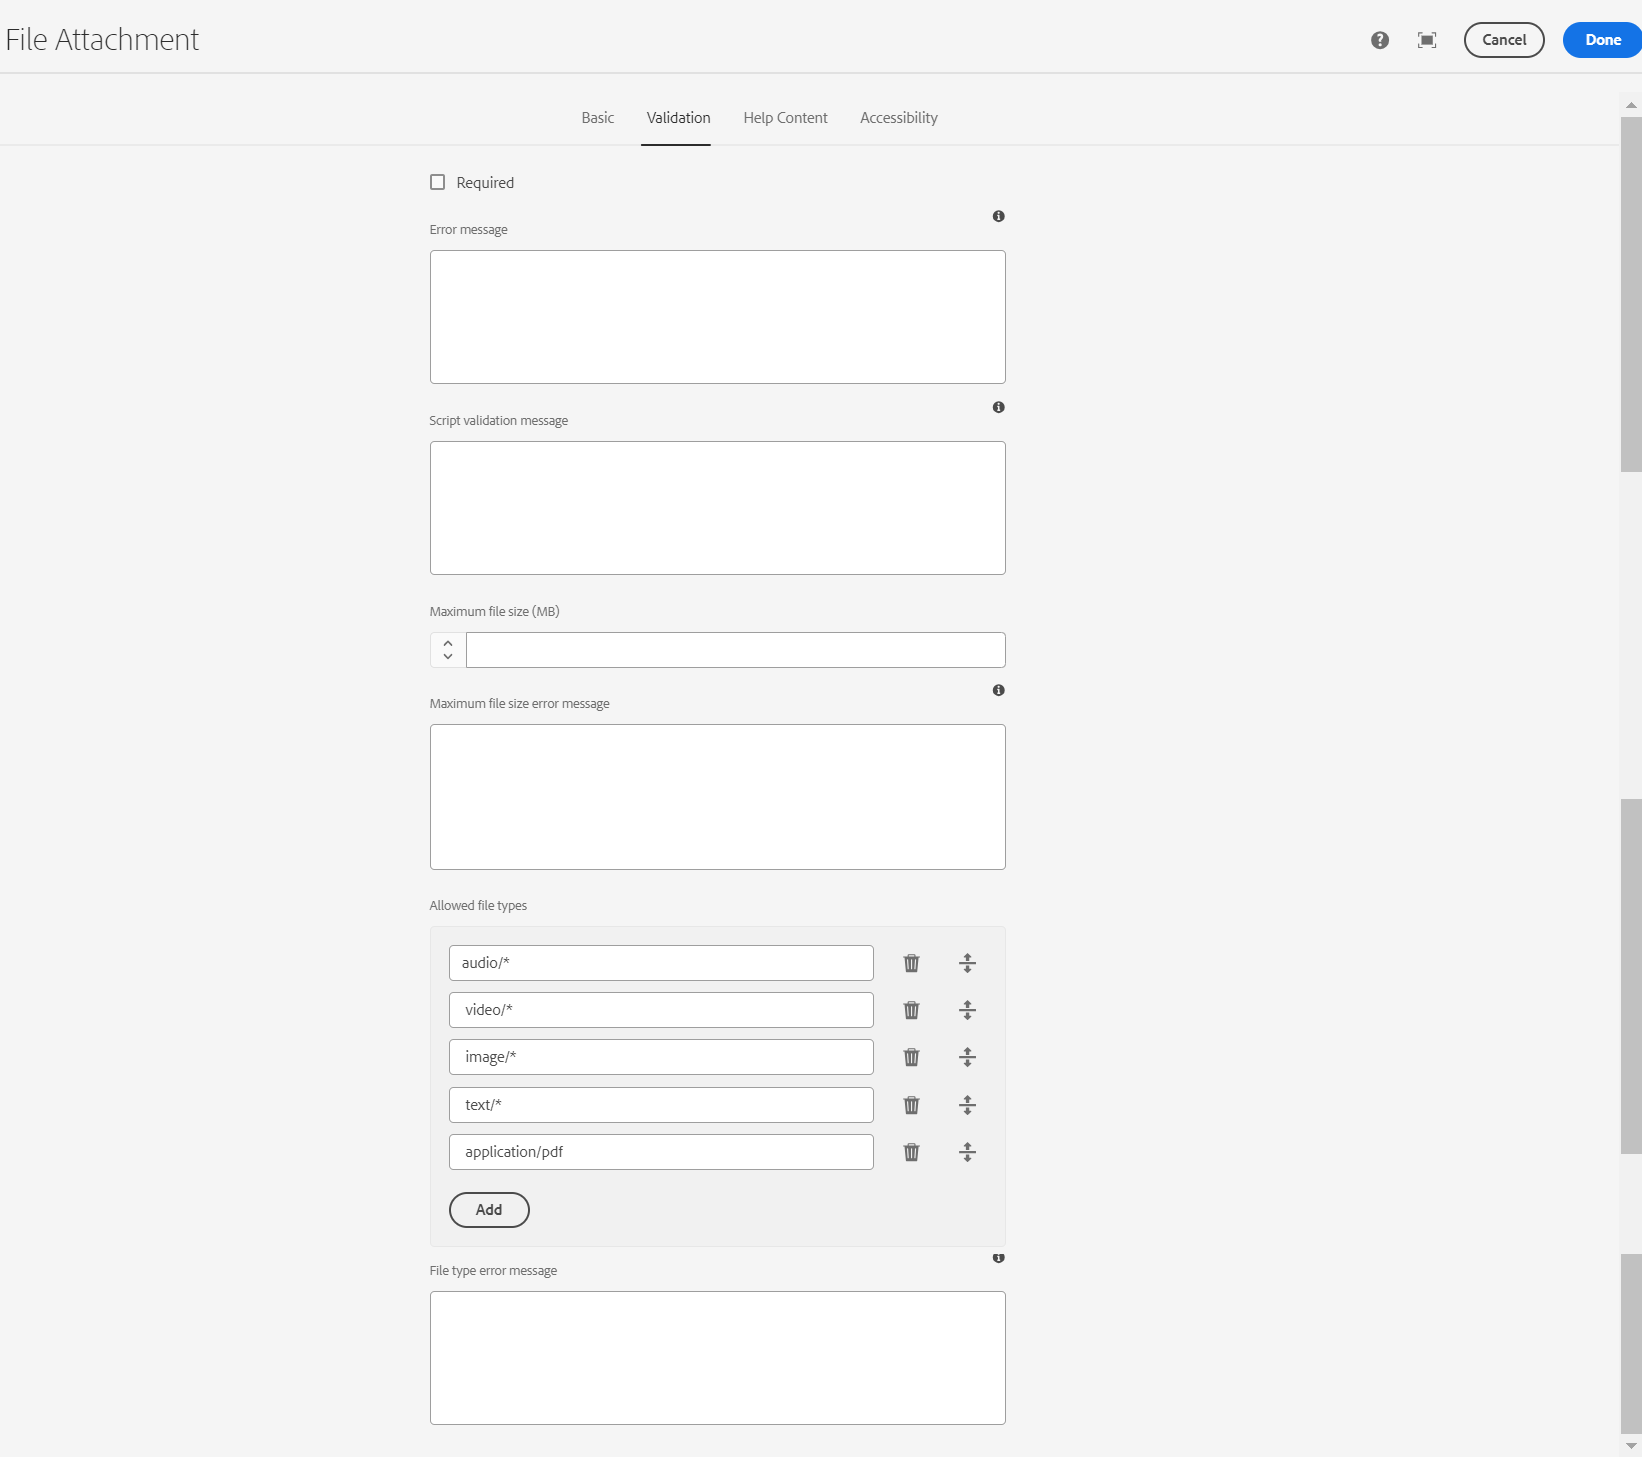 File Attachment
Cancel
Done
Basic
Validation
Help Content
Accessibility
Required
Error message
Script validation message
Maximum file size (MB)
Maximum file size error message
Allowed file types
audio/*
video/*
image/*
text/*
application/pdf
Add
File type error message